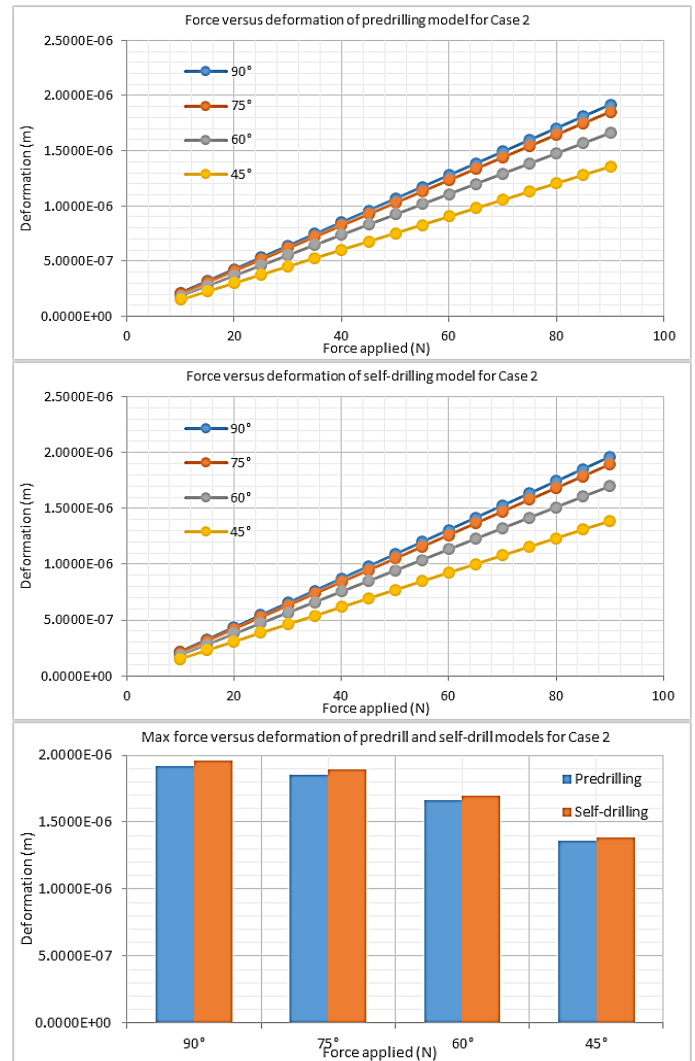 Force versus deformation of predrilling model for Case 2
2.5000E-06
2.0000E-06
1.5000E-06
1.0000E-06
5.0000E-07
0.0000E+00
Deformation (m)
90°
75°
60°
45°
0 20 40 60 80 100
Force applied (N)
Force versus deformation of self-drilling model for Case 2
2.5000E-06
2.0000E-06
1.5000E-06
1.0000E-06
5.0000E-07
0.0000E+00
Deformation (m)
90°
75°
60°
45°
0 20 40 60 80 100
Force applied (N)
Max force versus deformation of predrill and self-drill models for Case 2
2.0000E-06
1.5000E-06
1.0000E-06
5.0000E-07
0.0000E+00
Deformation (m)
Predrilling
Self-drilling
90° 75° 60° 45°
Force applied (N)